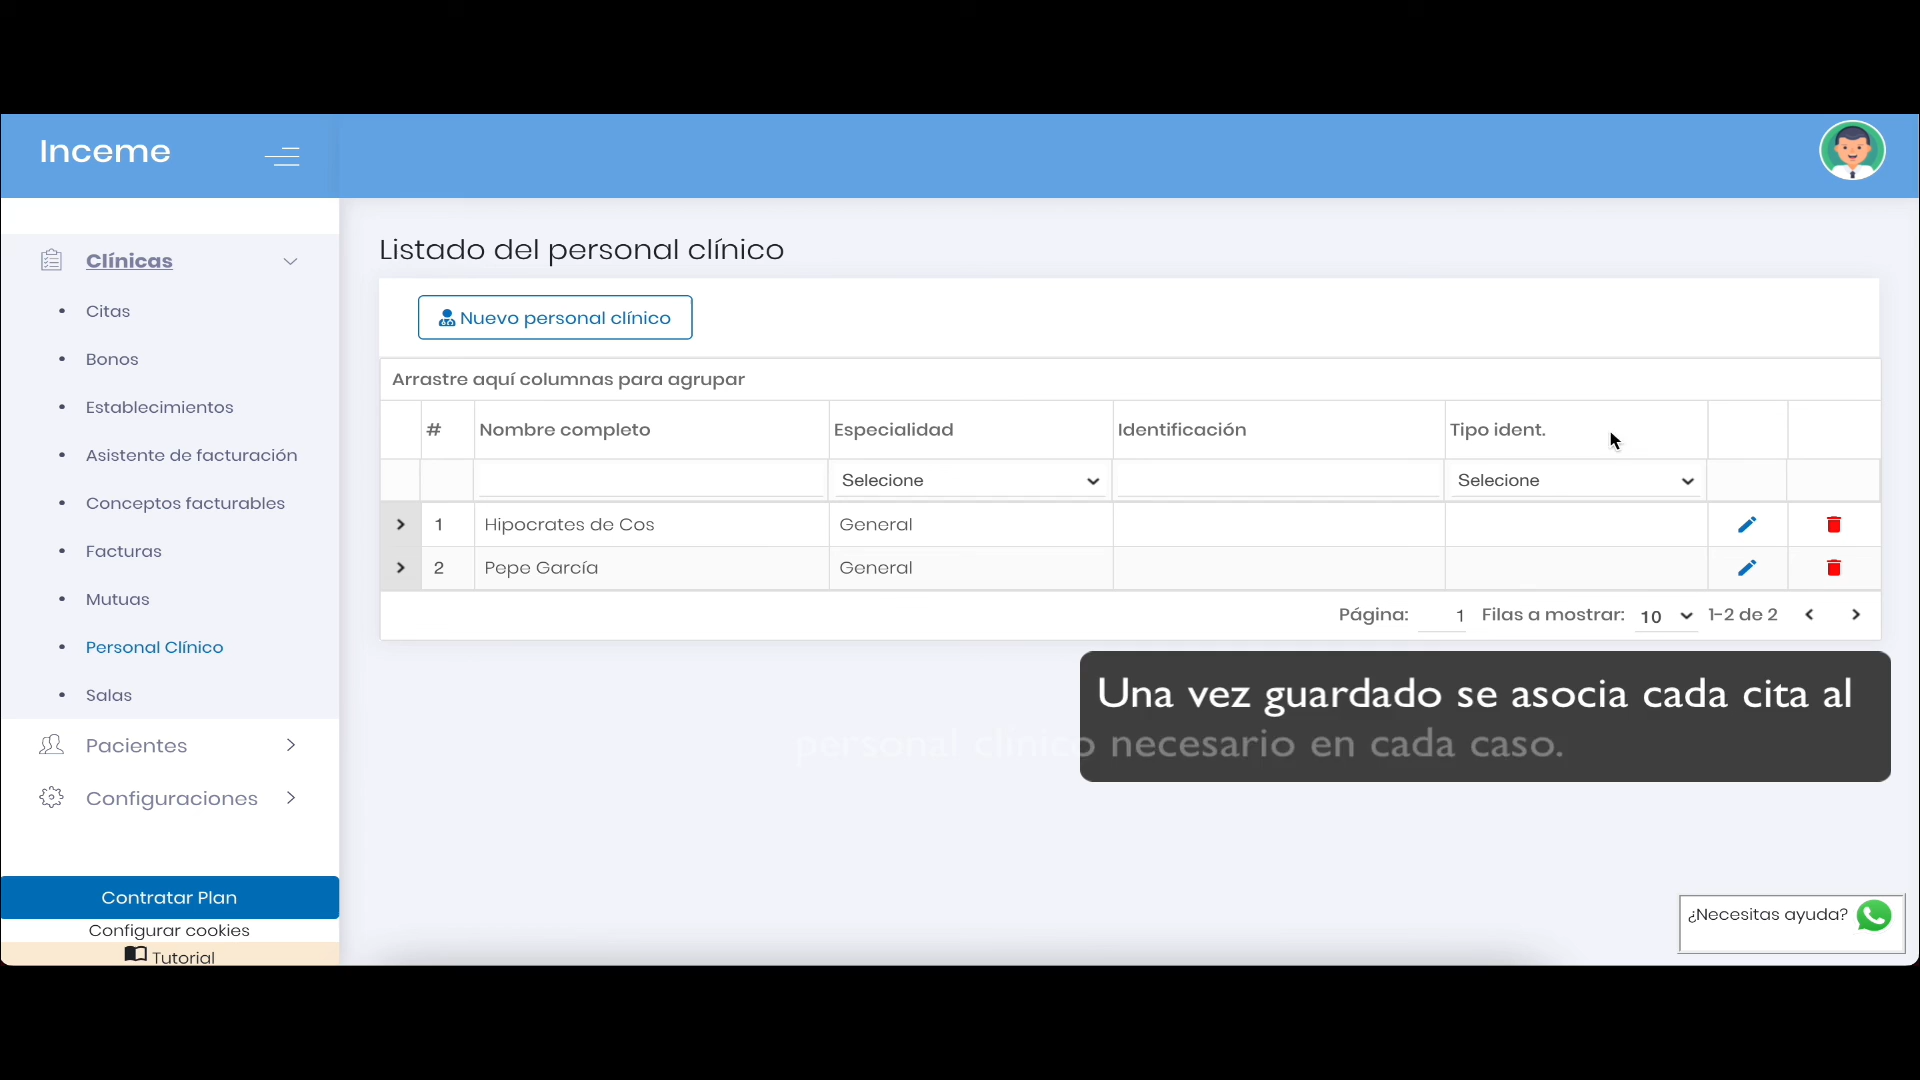 Inceme
Clínicas
Citas
Bonos
Establecimientos
Asistente de facturación
Conceptos facturables
Facturas
Mutuas
Personal Clínico
Salas
Pacientes
Configuraciones
Contratar Plan
Configurar cookies
Tutorial
Listado del personal clínico
Nuevo personal clínico
Arrastre aquí columnas para agrupar
# Nombre completo Especialidad Identificación Tipo ident.
Selecione Selecione
1 Hipocrates de Cos General
2 Pepe García General
Página: 1 Filas a mostrar: 10 1-2 de 2
Una vez guardado se asocia cada cita al
personal clínico necesario en cada caso.
¿Necesitas ayuda?